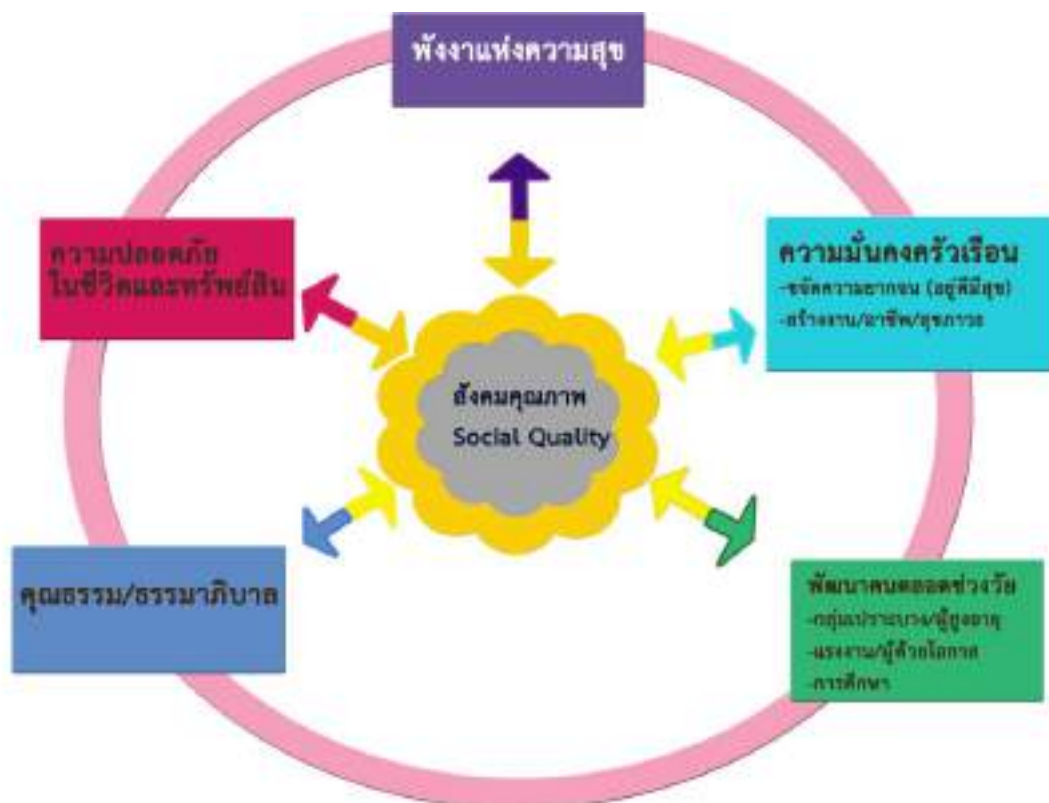 พังงาแห่งความสุข
ความปลอดภัย
ในชีวิตและทรัพย์สิน
ความมั่นคงครัวเรือน
-ขจัดความยากจน (อยู่ดีมีสุข)
-สร้างงาน/อาชีพ/สุขภาวะ
สังคมคุณภาพ
Social Quality
คุณธรรม/ธรรมาภิบาล
พัฒนาคนตลอดช่วงวัย
-กลุ่มเปราะบาง/ผู้สูงอายุ
-แรงงาน/ผู้ด้วยโอกาส
-การศึกษา